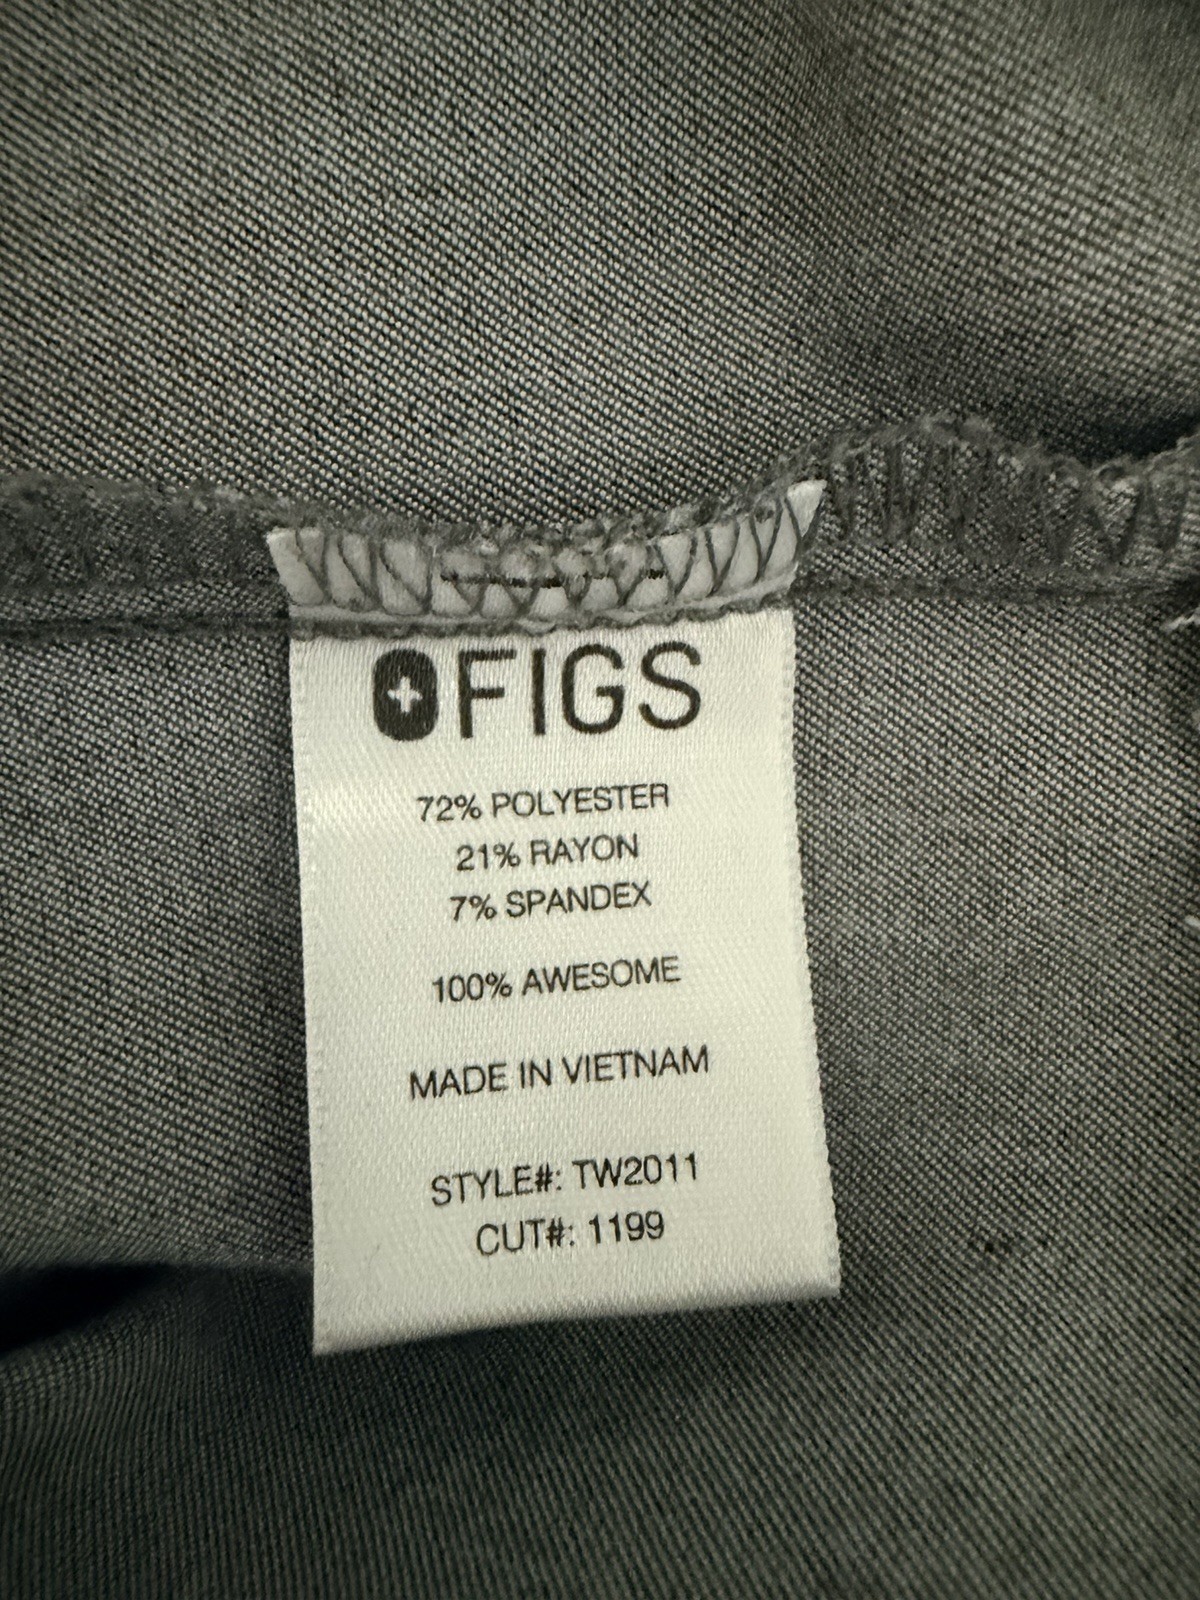 FIGS
72% POLYESTER
21% RAYON
7% SPANDEX
100% AWESOME
MADE IN VIETNAM
STYLE#: TW2011
CUT#: 1199